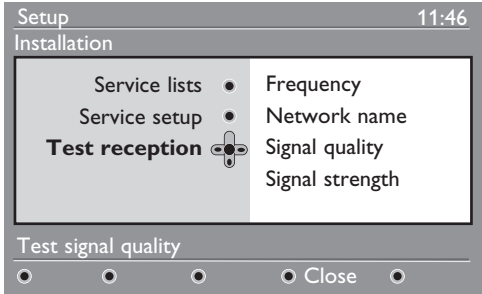 Setup 11:46
Installation
Service lists
Service setup
Test reception
Frequency
Network name
Signal quality
Signal strength
Test signal quality
Close